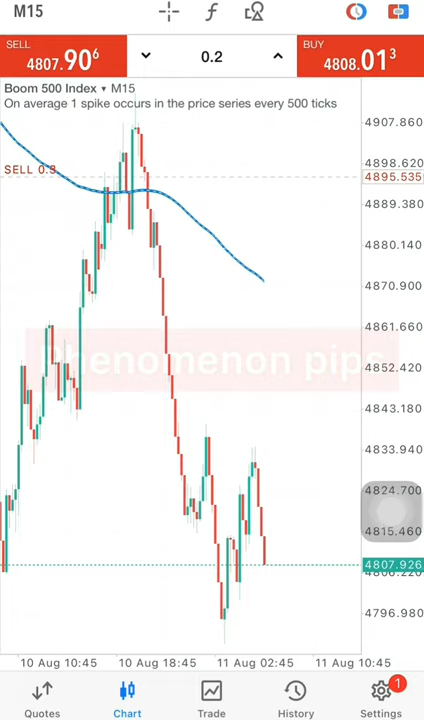 M15
SELL
4807.90⁶
0.2
BUY
4808.01³
Boom 500 Index ▾ M15
On average 1 spike occurs in the price series every 500 ticks
4907.860
4898.620
SELL 0.3
4895.535
4889.380
4880.140
4870.900
4861.660
Phenomenon pips
4852.420
4843.180
4833.940
4824.700
4815.460
4807.926
4806.220
4796.980
10 Aug 10:45
10 Aug 18:45
11 Aug 02:45
11 Aug 10:45
1
Quotes
Chart
Trade
History
Settings